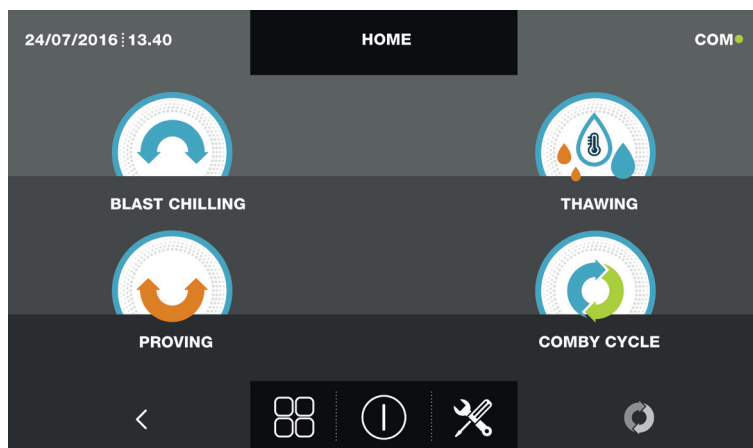 24/07/2016 13.40
HOME
COM
BLAST CHILLING
THAWING
PROVING
COMBY CYCLE